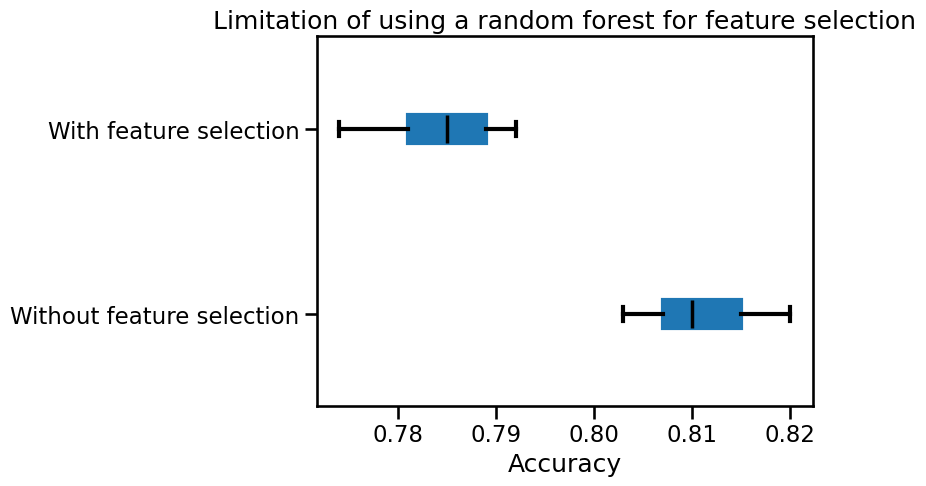 Limitation of using a random forest for feature selection
With feature selection
Without feature selection
0.78 0.79 0.80 0.81 0.82
Accuracy